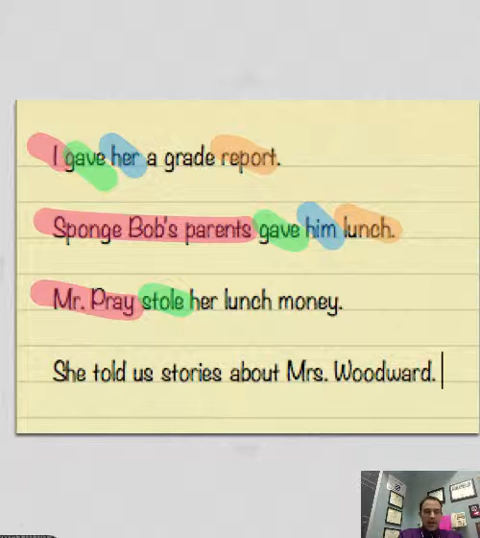 I gave her a grade report.
Sponge Bob's parents gave him lunch.
Mr. Pray stole her lunch money.
She told us stories about Mrs. Woodward.